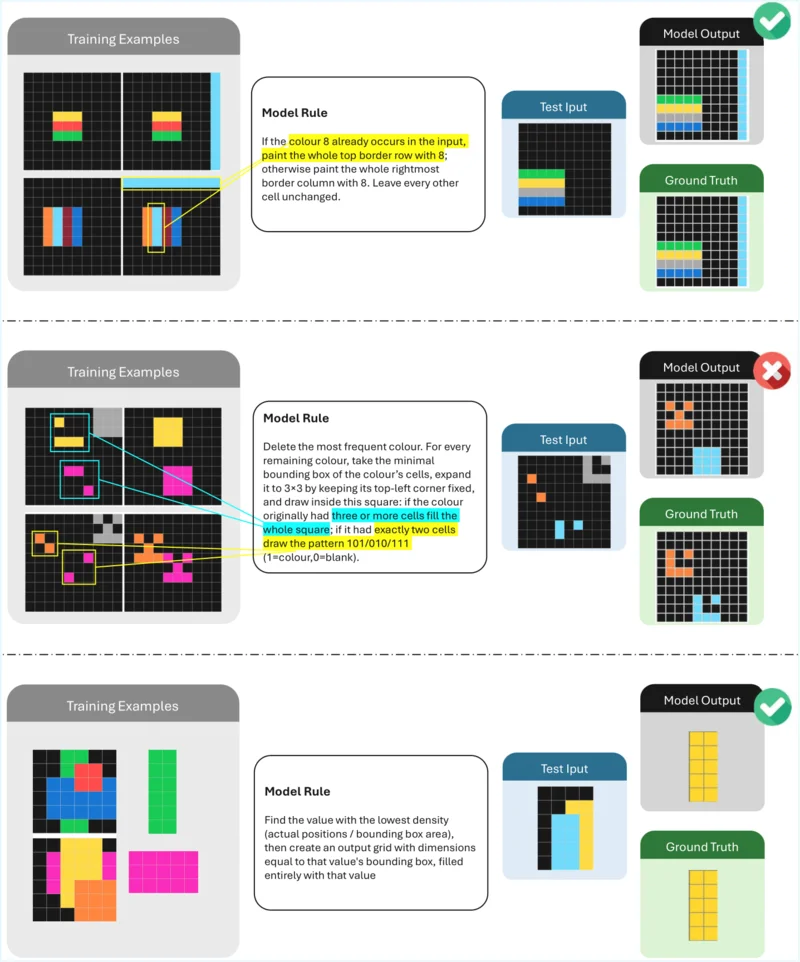 Training Examples
Model Rule
If the colour 8 already occurs in the input,
paint the whole top border row with 8;
otherwise paint the whole rightmost
border column with 8. Leave every other
cell unchanged.
Test Iput
Model Output
Ground Truth
Training Examples
Model Rule
Delete the most frequent colour. For every
remaining colour, take the minimal
bounding box of the colour's cells, expand
it to 3×3 by keeping its top-left corner fixed,
and draw inside this square: if the colour
originally had three or more cells fill the
whole square; if it had exactly two cells
draw the pattern 101/010/111
(1=colour,0=blank).
Test Iput
Model Output
Ground Truth
Training Examples
Model Rule
Find the value with the lowest density
(actual positions / bounding box area),
then create an output grid with dimensions
equal to that value's bounding box, filled
entirely with that value
Test Iput
Model Output
Ground Truth